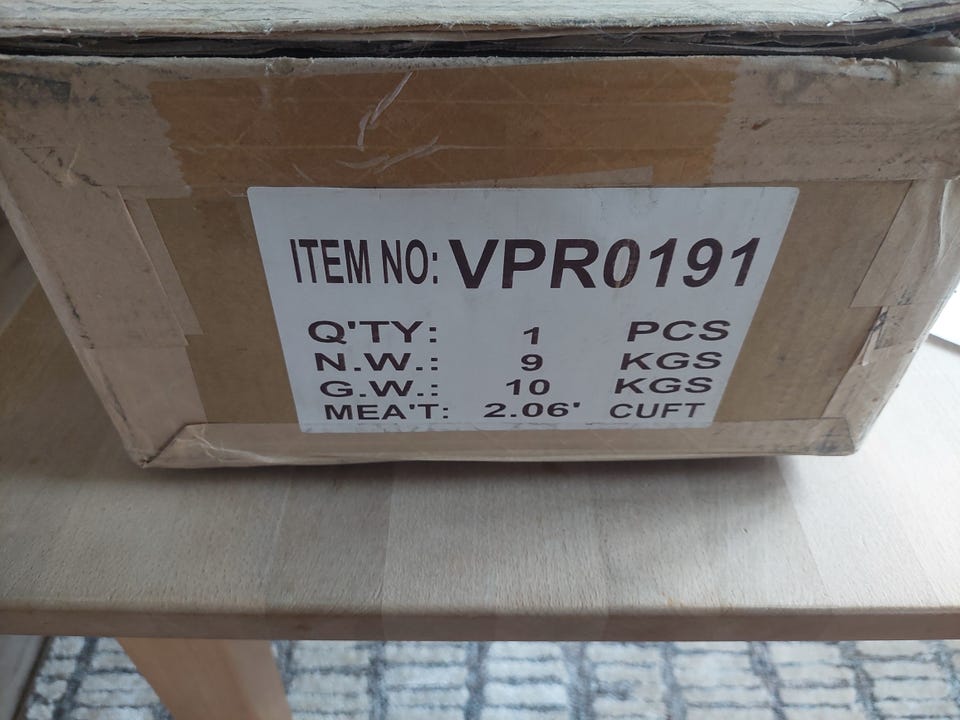 ITEM NO: VPR0191
Q'TY: 1 PCS
N.W.: 9 KGS
G.W.: 10 KGS
MEA'T: 2.06' CUFT